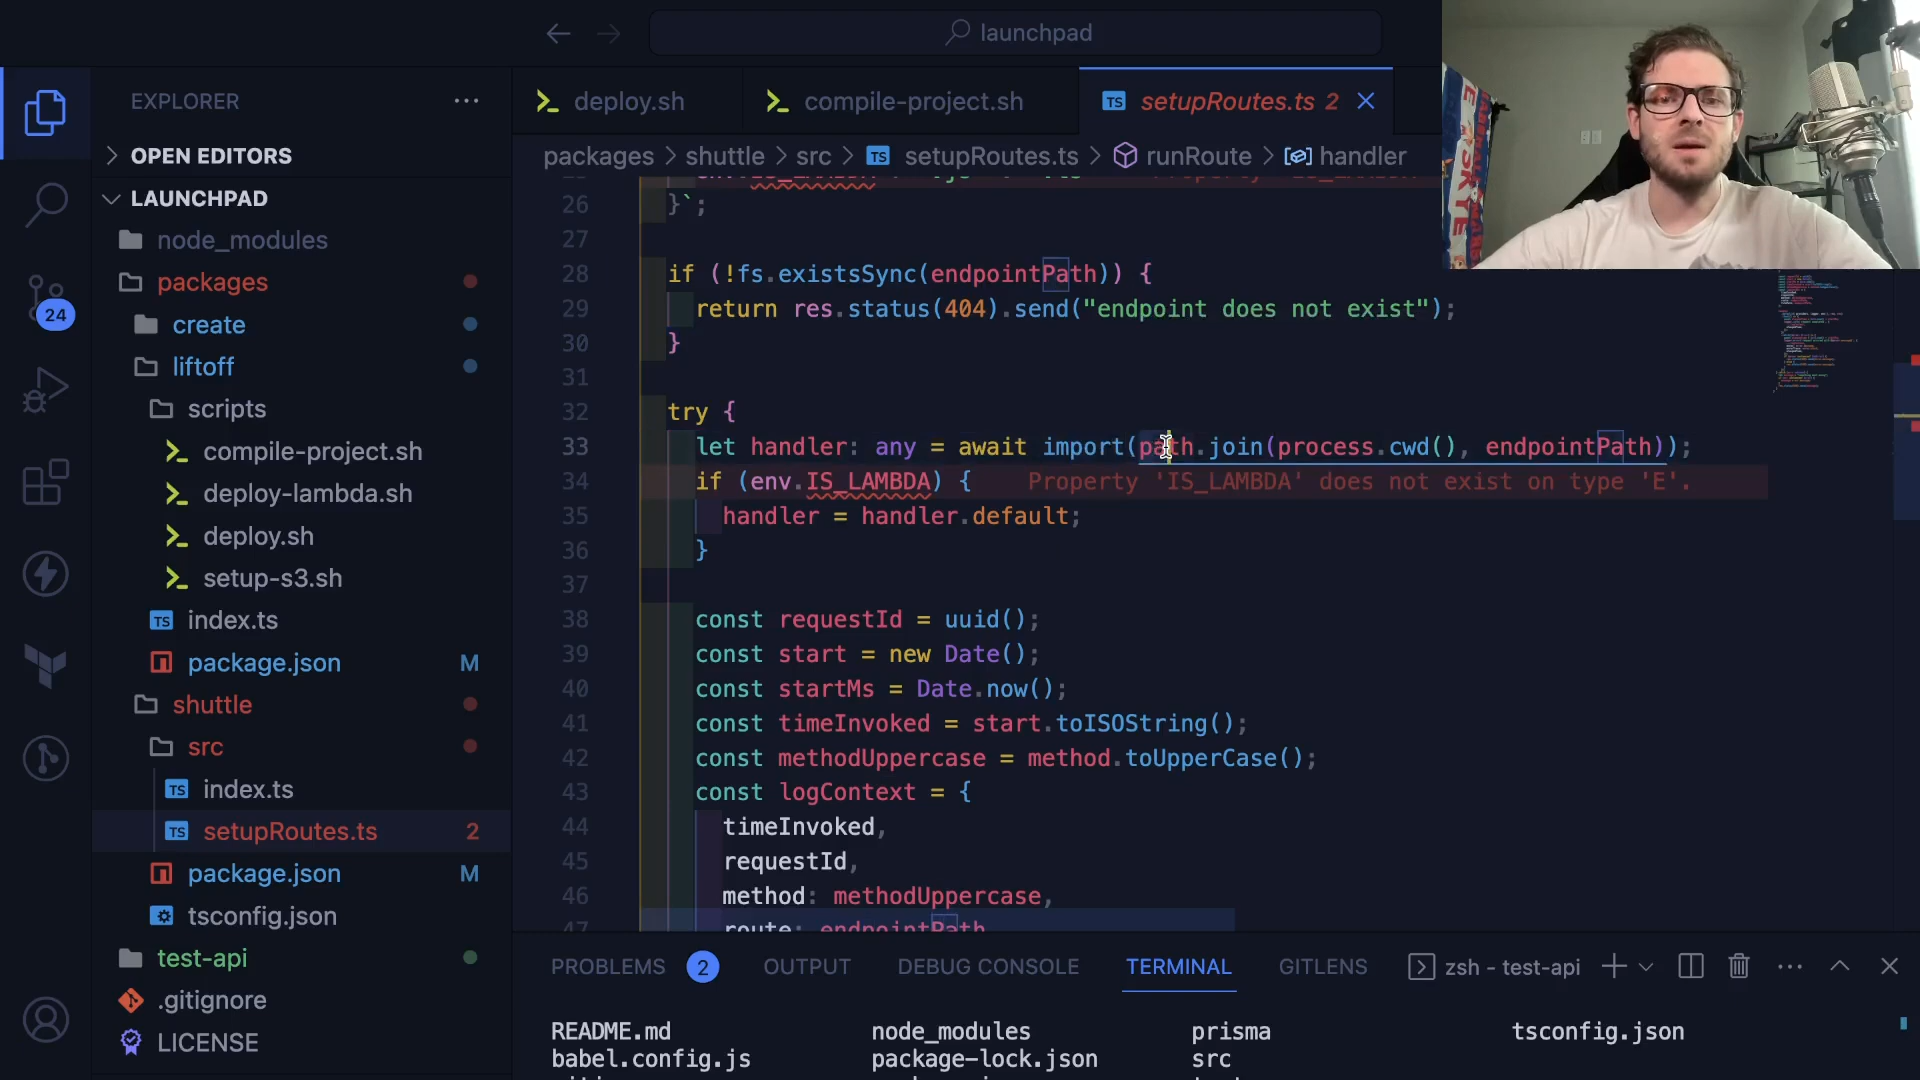 launchpad
EXPLORER
OPEN EDITORS
LAUNCHPAD
node_modules
packages
create
liftoff
scripts
compile-project.sh
deploy-lambda.sh
deploy.sh
setup-s3.sh
index.ts
package.json M
shuttle
src
index.ts
setupRoutes.ts 2
package.json M
tsconfig.json
test-api
.gitignore
LICENSE
24
deploy.sh
compile-project.sh
TS setupRoutes.ts 2
packages > shuttle > src > TS setupRoutes.ts > runRoute > handler
26 }`;
27
28 if (!fs.existsSync(endpointPath)) {
29 return res.status(404).send("endpoint does not exist");
30 }
31
32 try {
33 let handler: any = await import(path.join(process.cwd(), endpointPath));
34 if (env.IS_LAMBDA) { Property 'IS_LAMBDA' does not exist on type 'E'.
35 handler = handler.default;
36 }
37
38 const requestId = uuid();
39 const start = new Date();
40 const startMs = Date.now();
41 const timeInvoked = start.toISOString();
42 const methodUppercase = method.toUpperCase();
43 const logContext = {
44 timeInvoked,
45 requestId,
46 method: methodUppercase,
47 route: endpointPath
PROBLEMS 2 OUTPUT DEBUG CONSOLE TERMINAL GITLENS zsh - test-api
README.md node_modules prisma tsconfig.json
babel.config.js package-lock.json src